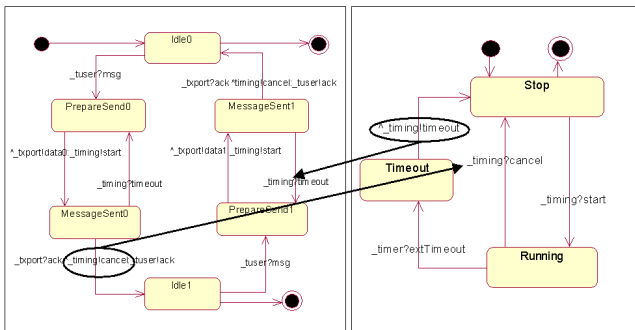 Idle0
_tuser?msg
_txport?ack^timing!cancel:_tuser!ack
PrepareSend0
MessageSent1
^_txport!data0:_timing!start
^_txport!data1:_timing!start
_timing?timeout
_timing?timeout
MessageSent0
PrepareSend1
_txport?ack^_timing!cancel:_tuser!ack
_tuser?msg
Idle1
Stop
^_timing!timeout
Timeout
_timing?cancel
_timing?start
_timer?extTimeout
Running